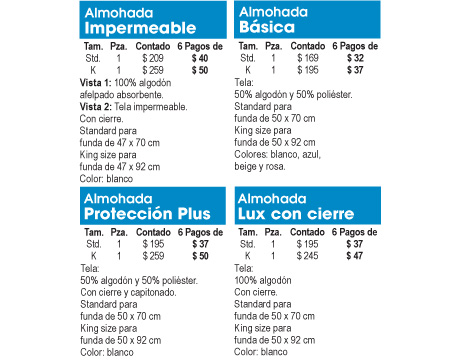 Almohada
Impermeable
Tam. Pza. Contado 6 Pagos de
Std. 1 $ 209 $ 40
K 1 $ 259 $ 50
Vista 1: 100% algodón
afelpado absorbente.
Vista 2: Tela impermeable.
Con cierre.
Standard para
funda de 47 x 70 cm
King size para
funda de 47 x 92 cm
Color: blanco
Almohada
Básica
Tam. Pza. Contado 6 Pagos de
Std. 1 $ 169 $ 32
K 1 $ 195 $ 37
Tela:
50% algodón y 50% poliéster.
Standard para
funda de 50 x 70 cm
King size para
funda de 50 x 92 cm
Colores: blanco, azul,
beige y rosa.
Almohada
Protección Plus
Tam. Pza. Contado 6 Pagos de
Std. 1 $ 195 $ 37
K 1 $ 259 $ 50
Tela:
50% algodón y 50% poliéster.
Con cierre y capitonado.
Standard para
funda de 50 x 70 cm
King size para
funda de 50 x 92 cm
Color: blanco
Almohada
Lux con cierre
Tam. Pza. Contado 6 Pagos de
Std. 1 $ 195 $ 37
K 1 $ 245 $ 47
Tela:
100% algodón
Con cierre.
Standard para
funda de 50 x 70 cm
King size para
funda de 50 x 92 cm
Color: blanco